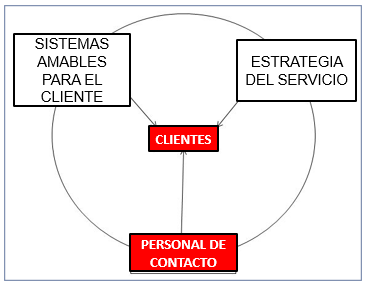 SISTEMAS
AMABLES
PARA EL
CLIENTE
ESTRATEGIA
DEL SERVICIO
CLIENTES
PERSONAL DE
CONTACTO